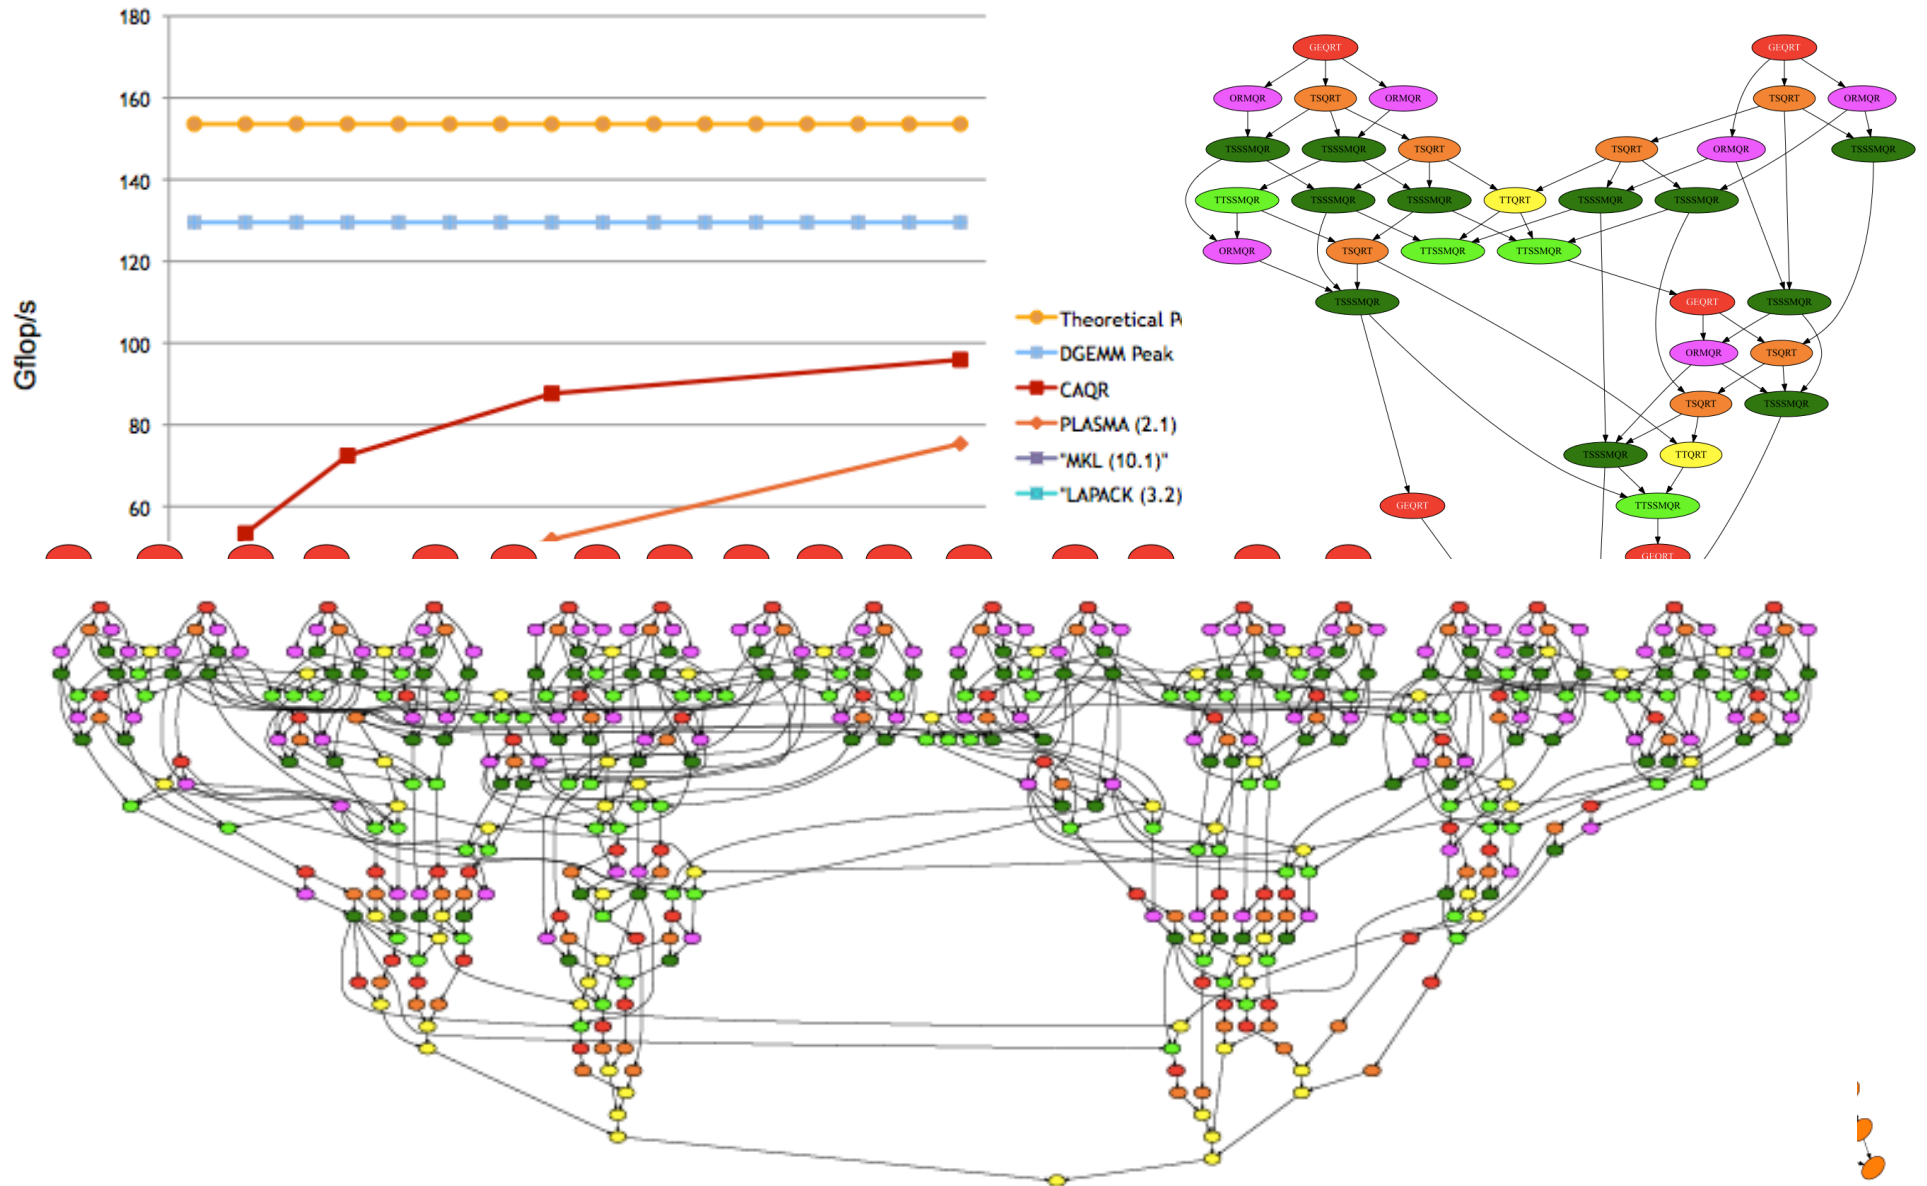 180
160
140
120
100
80
60
Gflop/s
Theoretical P
DGEMM Peak
CAQR
PLASMA (2.1)
"MKL (10.1)"
"LAPACK (3.2)
GEQRT GEQRT
ORMQR TSQRT ORMQR TSQRT ORMQR
TSSSMQR TSSSMQR TSQRT TSQRT ORMQR TSSSMQR
TTSSMQR TSSSMQR TSSSMQR TTQRT TSSSMQR TSSSMQR
ORMQR TSQRT TTSSMQR TTSSMQR
TSSSMQR GEQRT TSSSMQR
ORMQR TSQRT
TSQRT TSSSMQR
TSSSMQR TTQRT
GEQRT TTSSMQR
GEQRT